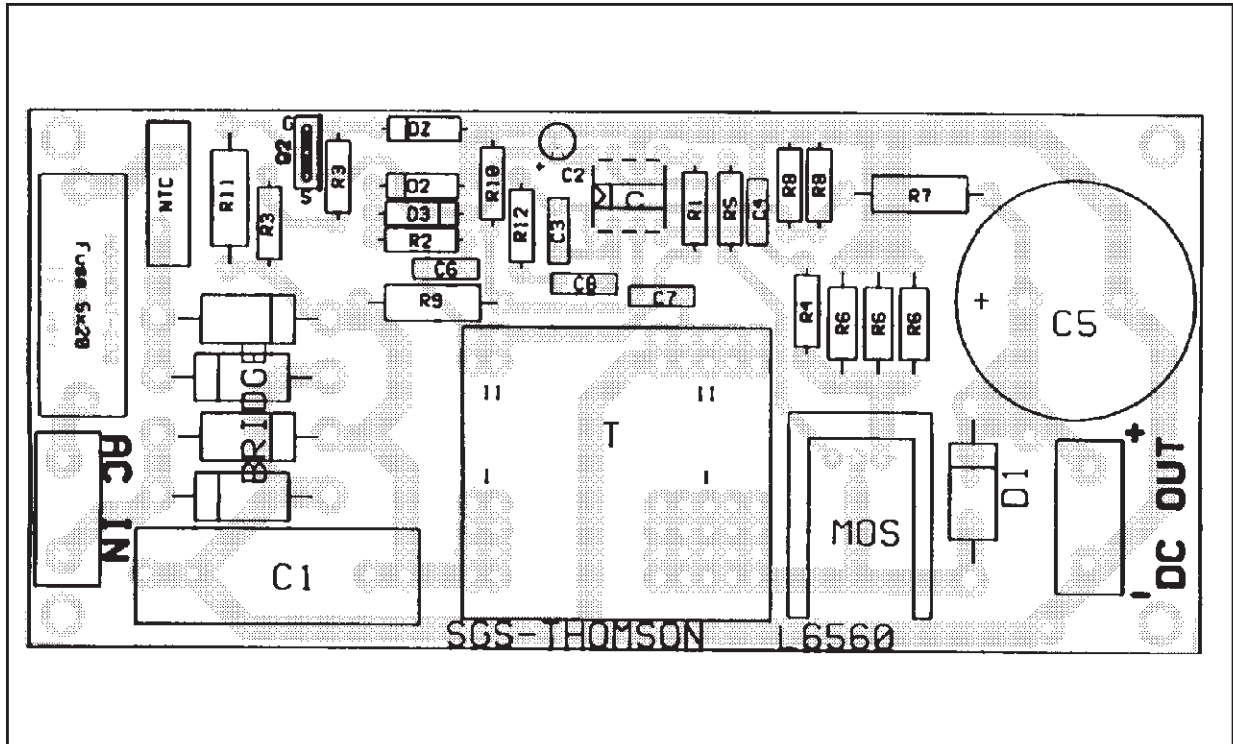 G
Q2
S
DZ
D2
D3
R2
C6
R9
R3
R3
R11
NTC
Fuse 5x20
R10
R12
C2
C3
C8
C7
R1
R5
C4
R8
R8
R7
R4
R6
R6
R6
+
C5
BRIDG
AC IN
C1
T
MOS
D1
+
-
DC OUT
SGS-THOMSON L6560